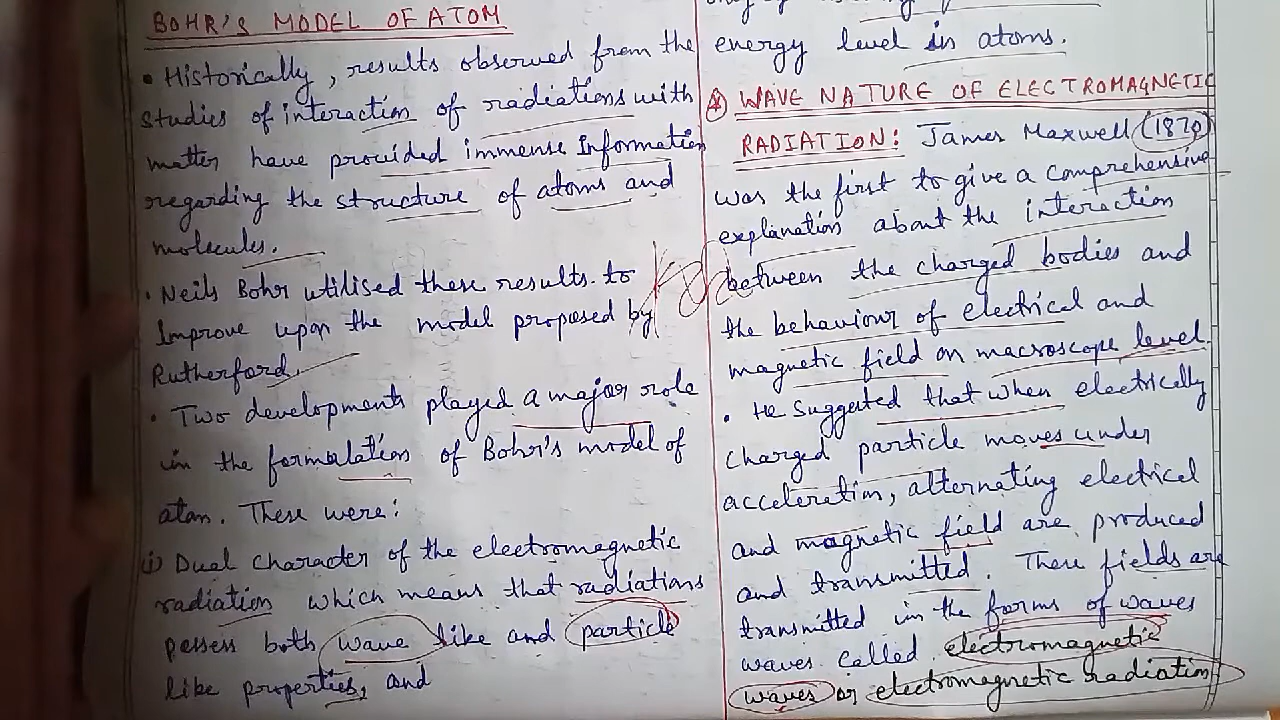 BOHR'S MODEL OF ATOM
• Historically, results observed from the
studies of interaction of radiations with
matter have provided immense Information
regarding the structure of atoms and
molecules.
• Neils Bohr utilised these results to
Improve upon the model proposed by
Rutherford.
• Two developments played a major role
in the formulation of Bohr's model of
atom. These were:
i) Dual character of the electromagnetic
radiation which means that radiations
possess both wave like and particle
like properties, and
energy level in atoms.
WAVE NATURE OF ELECTROMAGNETIC
RADIATION: James Maxwell (1870)
was the first to give a comprehensive
explanation about the interaction
between the charged bodies and
the behaviour of electrical and
magnetic field on macroscope level.
• He suggested that when electrically
charged particle moves under
acceleration, alternating electrical
and magnetic field are produced
and transmitted. These fields are
transmitted in the forms of waves
waves called electromagnetic
waves or electromagnetic radiation